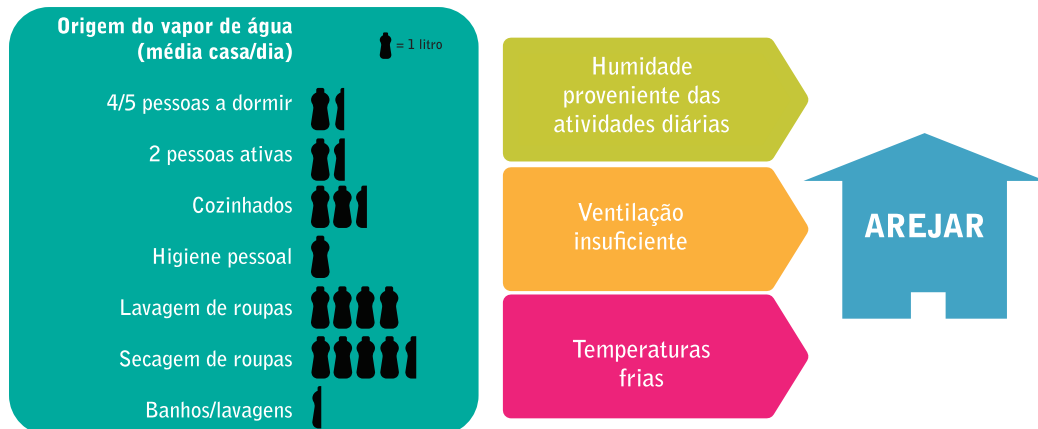 Origem do vapor de água
(média casa/dia)
= 1 litro
4/5 pessoas a dormir
2 pessoas ativas
Cozinhados
Higiene pessoal
Lavagem de roupas
Secagem de roupas
Banhos/lavagens
Humidade
proveniente das
atividades diárias
Ventilação
insuficiente
Temperaturas
frias
AREJAR